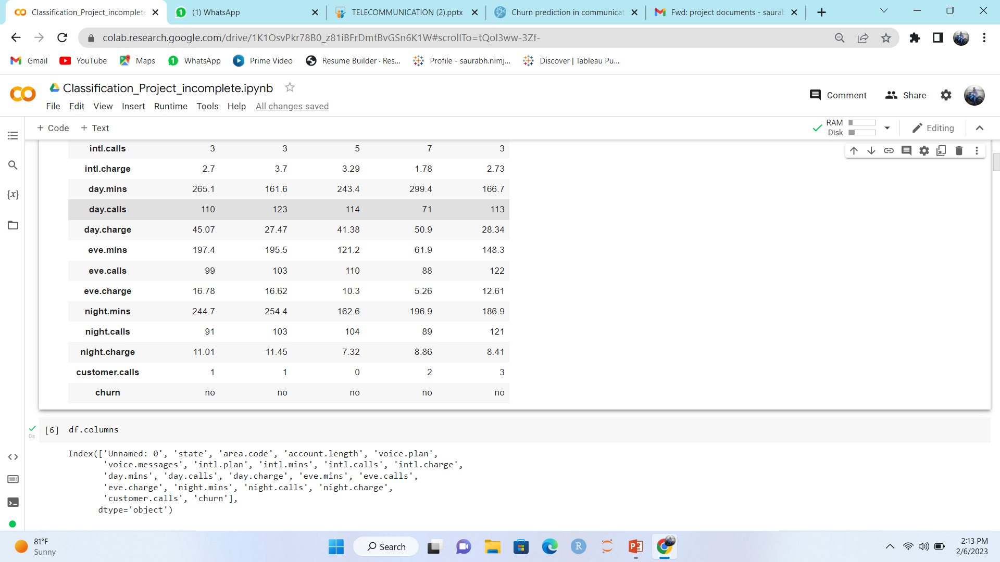 Classification_Project_incomplete
(1) WhatsApp
TELECOMMUNICATION (2).pptx
Churn prediction in communicat
Fwd: project documents - saurab
colab.research.google.com/drive/1K1OsvPkr78B0_z81iBFrDmtBvGSn6K1W#scrollTo=tQol3ww-3Zf-
Gmail YouTube Maps WhatsApp Prime Video Resume Builder · Res... Profile - saurabh.nimj... Discover | Tableau Pu...
Classification_Project_incomplete.ipynb
Comment Share
File Edit View Insert Runtime Tools Help All changes saved
+ Code + Text
RAM
Disk
Editing
intl.calls 3 3 5 7 3
intl.charge 2.7 3.7 3.29 1.78 2.73
day.mins 265.1 161.6 243.4 299.4 166.7
day.calls 110 123 114 71 113
day.charge 45.07 27.47 41.38 50.9 28.34
eve.mins 197.4 195.5 121.2 61.9 148.3
eve.calls 99 103 110 88 122
eve.charge 16.78 16.62 10.3 5.26 12.61
night.mins 244.7 254.4 162.6 196.9 186.9
night.calls 91 103 104 89 121
night.charge 11.01 11.45 7.32 8.86 8.41
customer.calls 1 1 0 2 3
churn no no no no no
[6] df.columns
0s
Index(['Unnamed: 0', 'state', 'area.code', 'account.length', 'voice.plan',
'voice.messages', 'intl.plan', 'intl.mins', 'intl.calls', 'intl.charge',
'day.mins', 'day.calls', 'day.charge', 'eve.mins', 'eve.calls',
'eve.charge', 'night.mins', 'night.calls', 'night.charge',
'customer.calls', 'churn'],
dtype='object')
81°F
Sunny
Search
2:13 PM
2/6/2023